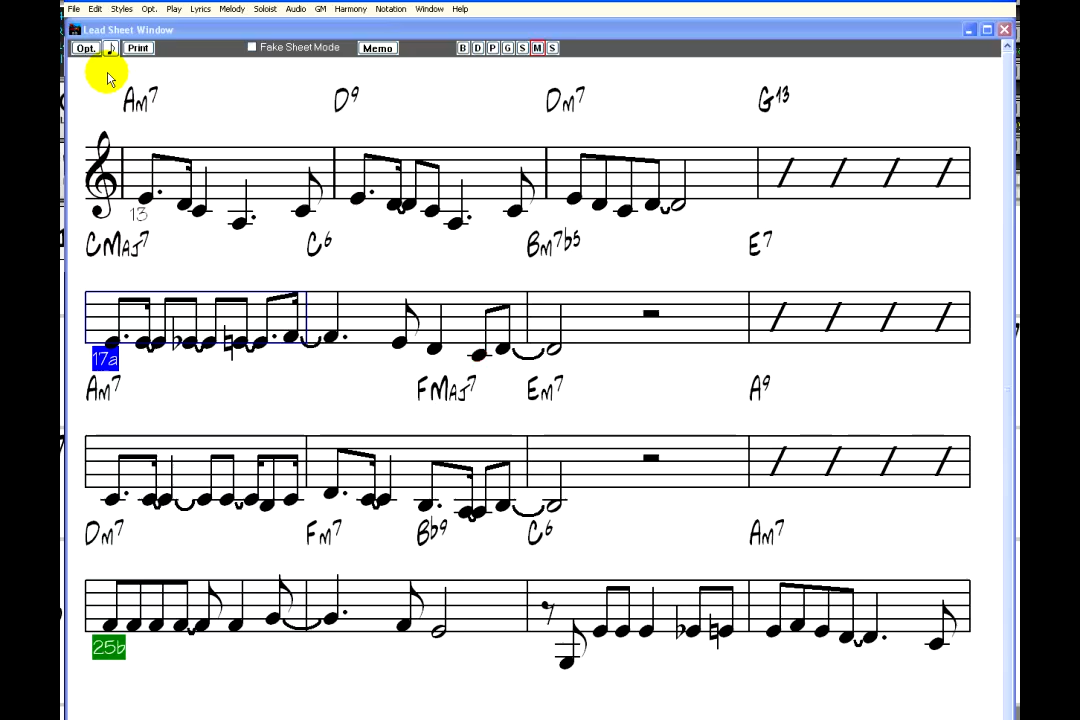 File Edit Styles Opt. Play Lyrics Melody Soloist Audio GM Harmony Notation Window Help
Lead Sheet Window
Opt. Print Fake Sheet Mode Memo B D P G S M S
Am7 D9 Dm7 G13
13
CMaj7 C6 Bm7b5 E7
17a
Am7 FMaj7 Em7 A9
Dm7 Fm7 Bb9 C6 Am7
25b